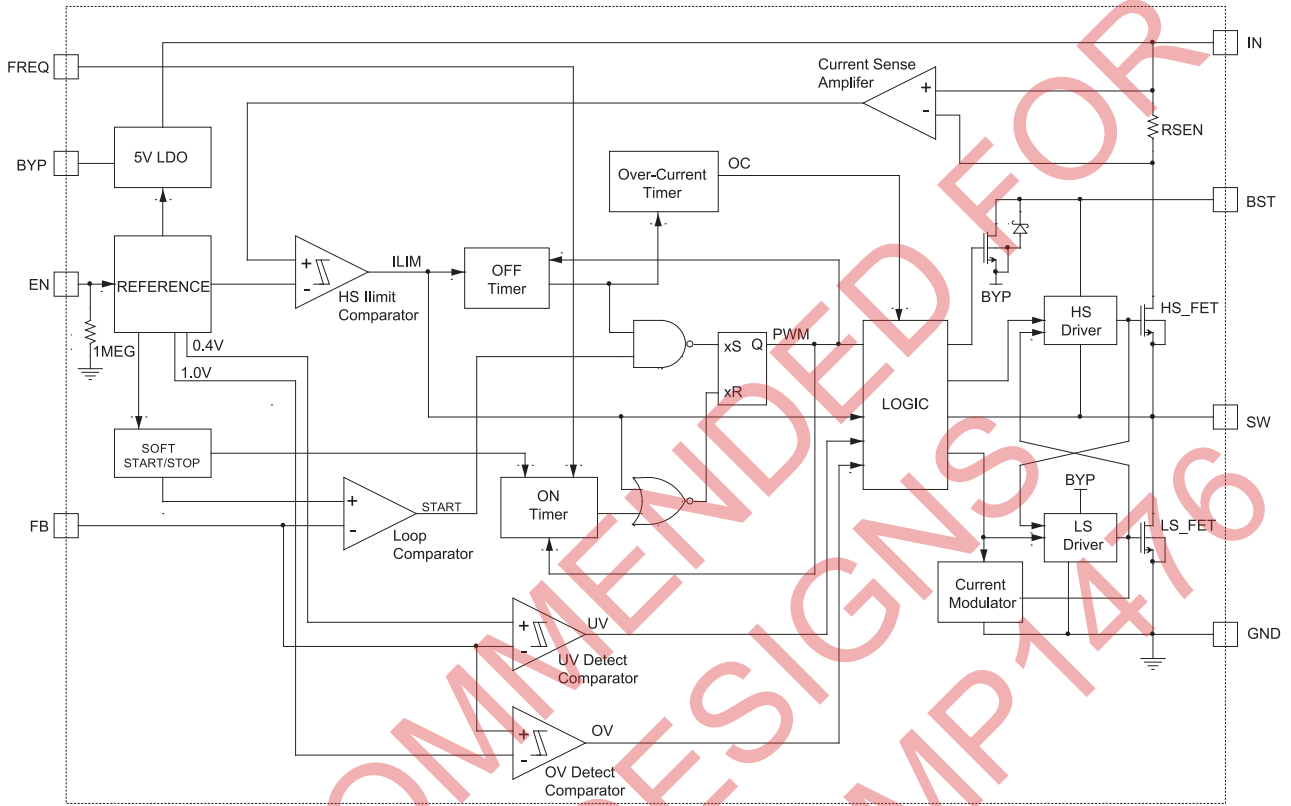 IN
FREQ
Current Sense
Amplifer
+
-
RSEN
5V LDO
BYP
OC
Over-Current
Timer
BST
+
-
ILIM
OFF
Timer
HS Ilimit
Comparator
EN
REFERENCE
BYP
HS
Driver
HS_FET
1MEG
0.4V
1.0V
xS
Q
PWM
xR
LOGIC
SW
SOFT
START/STOP
+
-
START
Loop
Comparator
ON
Timer
FB
BYP
LS
Driver
LS_FET
Current
Modulator
+
-
UV
UV Detect
Comparator
GND
+
-
OV
OV Detect
Comparator
OMMENDED FOR
DESIGNS
MP1476